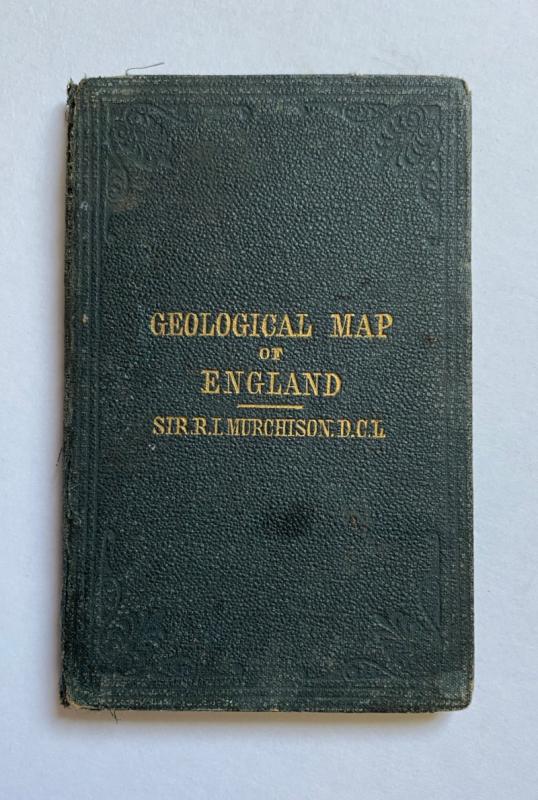 GEOLOGICAL MAP
OF
ENGLAND
SIR.R.I.MURCHISON.D.C.L